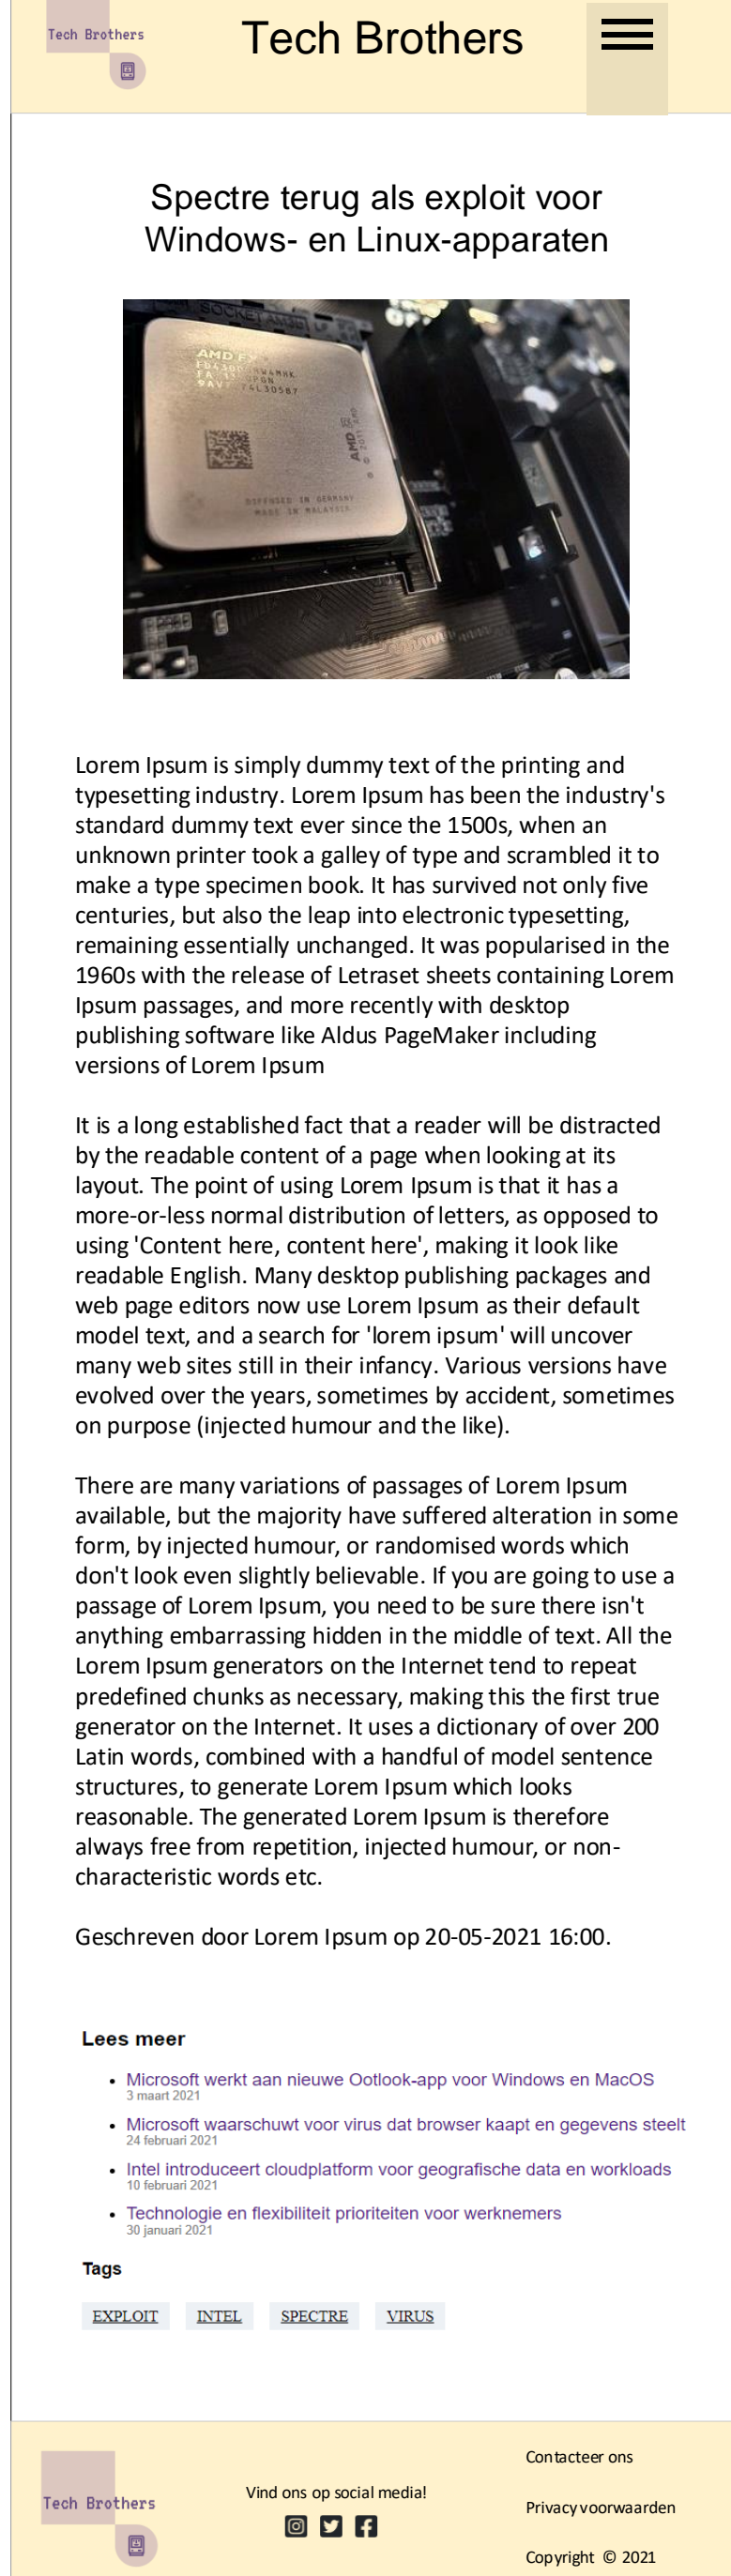 Tech Brothers
Tech Brothers
Spectre terug als exploit voor
Windows- en Linux-apparaten
SOCKET AM3
AMD FX
MADE IN MALAYSIA
AMD
© 2011 AMD
Lorem Ipsum is simply dummy text of the printing and
typesetting industry. Lorem Ipsum has been the industry's
standard dummy text ever since the 1500s, when an
unknown printer took a galley of type and scrambled it to
make a type specimen book. It has survived not only five
centuries, but also the leap into electronic typesetting,
remaining essentially unchanged. It was popularised in the
1960s with the release of Letraset sheets containing Lorem
Ipsum passages, and more recently with desktop
publishing software like Aldus PageMaker including
versions of Lorem Ipsum
It is a long established fact that a reader will be distracted
by the readable content of a page when looking at its
layout. The point of using Lorem Ipsum is that it has a
more-or-less normal distribution of letters, as opposed to
using 'Content here, content here', making it look like
readable English. Many desktop publishing packages and
web page editors now use Lorem Ipsum as their default
model text, and a search for 'lorem ipsum' will uncover
many web sites still in their infancy. Various versions have
evolved over the years, sometimes by accident, sometimes
on purpose (injected humour and the like).
There are many variations of passages of Lorem Ipsum
available, but the majority have suffered alteration in some
form, by injected humour, or randomised words which
don't look even slightly believable. If you are going to use a
passage of Lorem Ipsum, you need to be sure there isn't
anything embarrassing hidden in the middle of text. All the
Lorem Ipsum generators on the Internet tend to repeat
predefined chunks as necessary, making this the first true
generator on the Internet. It uses a dictionary of over 200
Latin words, combined with a handful of model sentence
structures, to generate Lorem Ipsum which looks
reasonable. The generated Lorem Ipsum is therefore
always free from repetition, injected humour, or non-
characteristic words etc.
Geschreven door Lorem Ipsum op 20-05-2021 16:00.
Lees meer
• Microsoft werkt aan nieuwe Ootlook-app voor Windows en MacOS
3 maart 2021
• Microsoft waarschuwt voor virus dat browser kaapt en gegevens steelt
24 februari 2021
• Intel introduceert cloudplatform voor geografische data en workloads
10 februari 2021
• Technologie en flexibiliteit prioriteiten voor werknemers
30 januari 2021
Tags
EXPLOIT INTEL SPECTRE VIRUS
Tech Brothers
Vind ons op social media!
Contacteer ons
Privacy voorwaarden
Copyright © 2021